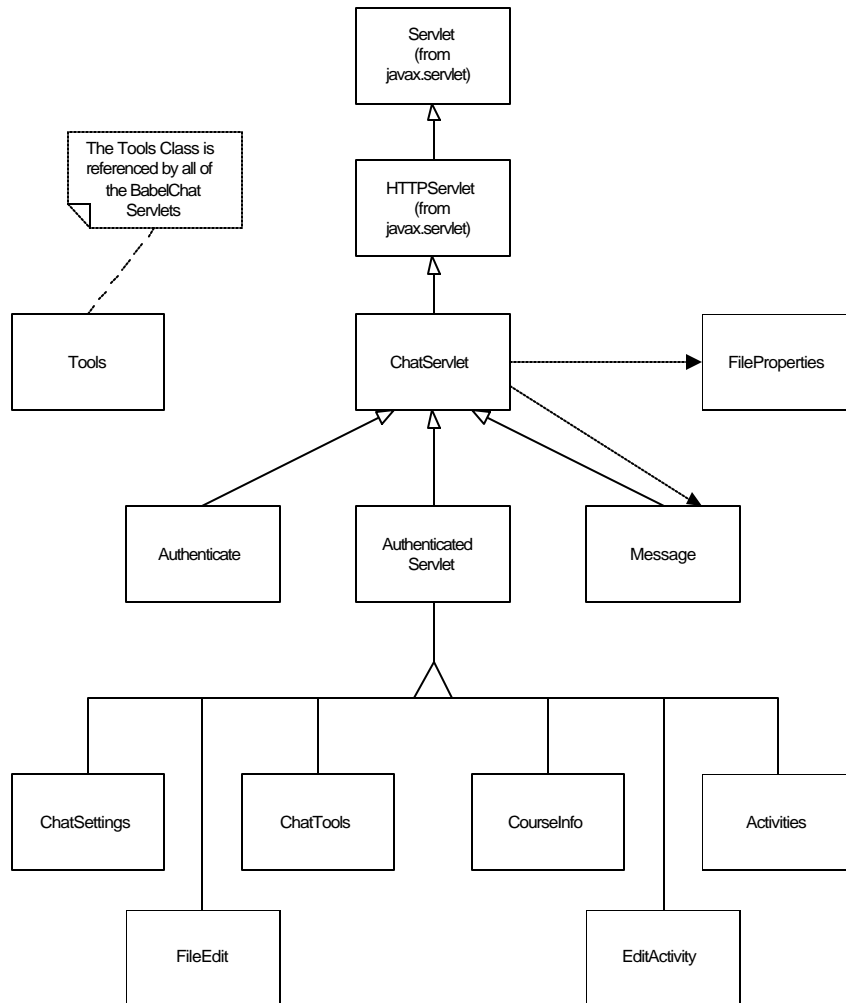 Servlet
(from
javax.servlet)
The Tools Class is
referenced by all of
the BabelChat
Servlets
HTTPServlet
(from
javax.servlet)
Tools
ChatServlet
FileProperties
Authenticate
Authenticated
Servlet
Message
ChatSettings
ChatTools
CourseInfo
Activities
FileEdit
EditActivity